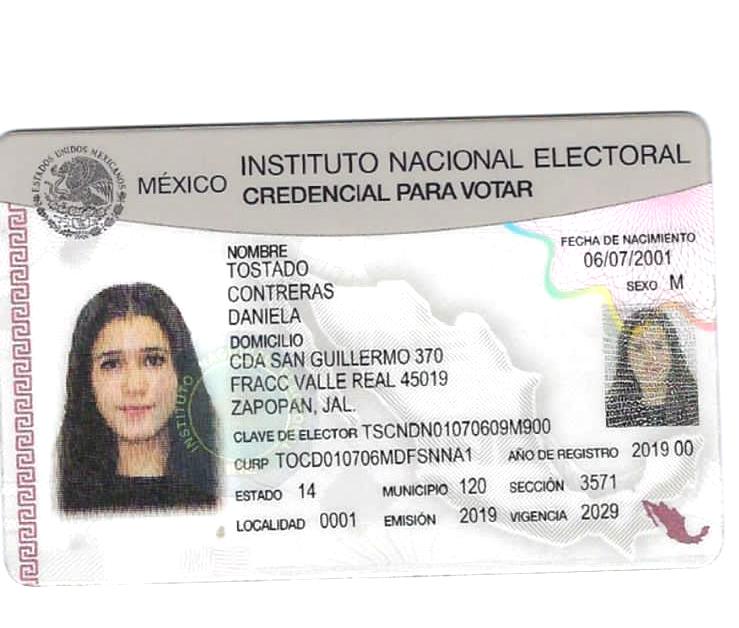 ESTADOS UNIDOS MEXICANOS
MÉXICO
INSTITUTO NACIONAL ELECTORAL
CREDENCIAL PARA VOTAR
NOMBRE
TOSTADO
CONTRERAS
DANIELA
FECHA DE NACIMIENTO
06/07/2001
SEXO M
DOMICILIO
CDA SAN GUILLERMO 370
FRACC VALLE REAL 45019
ZAPOPAN, JAL.
CLAVE DE ELECTOR TSCNDN01070609M900
CURP TOCD010706MDFSNNA1 AÑO DE REGISTRO 2019 00
ESTADO 14 MUNICIPIO 120 SECCIÓN 3571
LOCALIDAD 0001 EMISIÓN 2019 VIGENCIA 2029
INSTITUTO